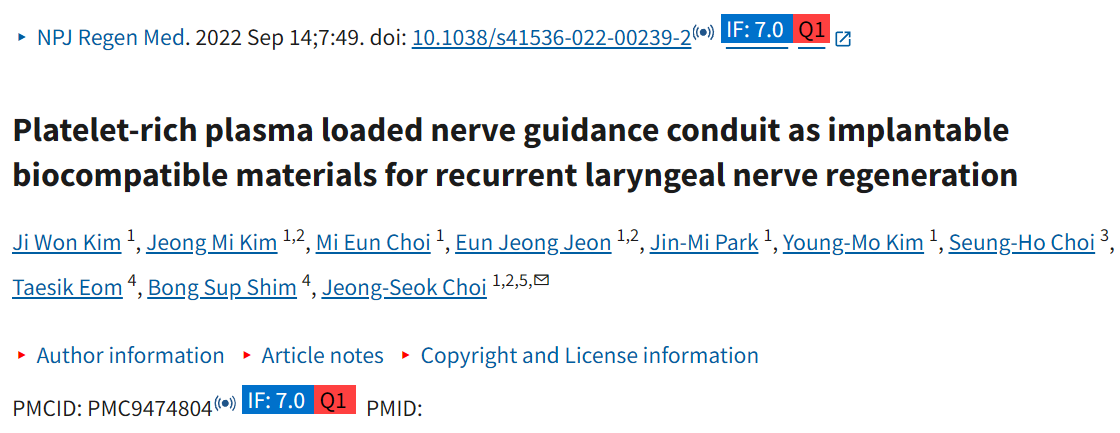 NPJ Regen Med. 2022 Sep 14;7:49. doi: 10.1038/s41536-022-00239-2 IF: 7.0 Q1
Platelet-rich plasma loaded nerve guidance conduit as implantable
biocompatible materials for recurrent laryngeal nerve regeneration
Ji Won Kim 1, Jeong Mi Kim 1,2, Mi Eun Choi 1, Eun Jeong Jeon 1,2, Jin-Mi Park 1, Young-Mo Kim 1, Seung-Ho Choi 3,
Taesik Eom 4, Bong Sup Shim 4, Jeong-Seok Choi 1,2,5,✉
Author information Article notes Copyright and License information
PMCID: PMC9474804 IF: 7.0 Q1 PMID: